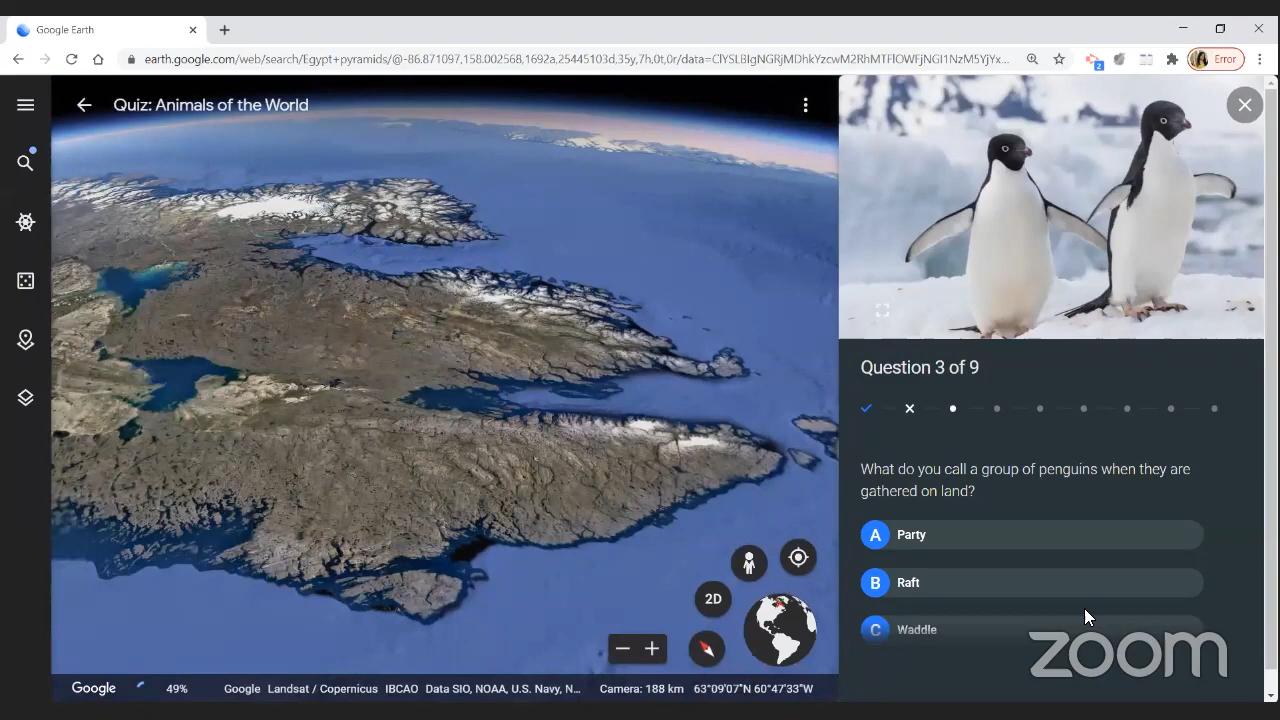 Google Earth
earth.google.com/web/search/Egypt+pyramids/@-86.871097,158.002658,1692a,25445103d,35y,7h,0t,0r/data=
Error
2
Quiz: Animals of the World
Question 3 of 9
What do you call a group of penguins when they are
gathered on land?
A Party
B Raft
C Waddle
2D
Google 49% Google Landsat / Copernicus IBCAO Data SIO, NOAA, U.S. Navy, N... Camera: 188 km 63°09'07"N 60°47'33"W
zoom